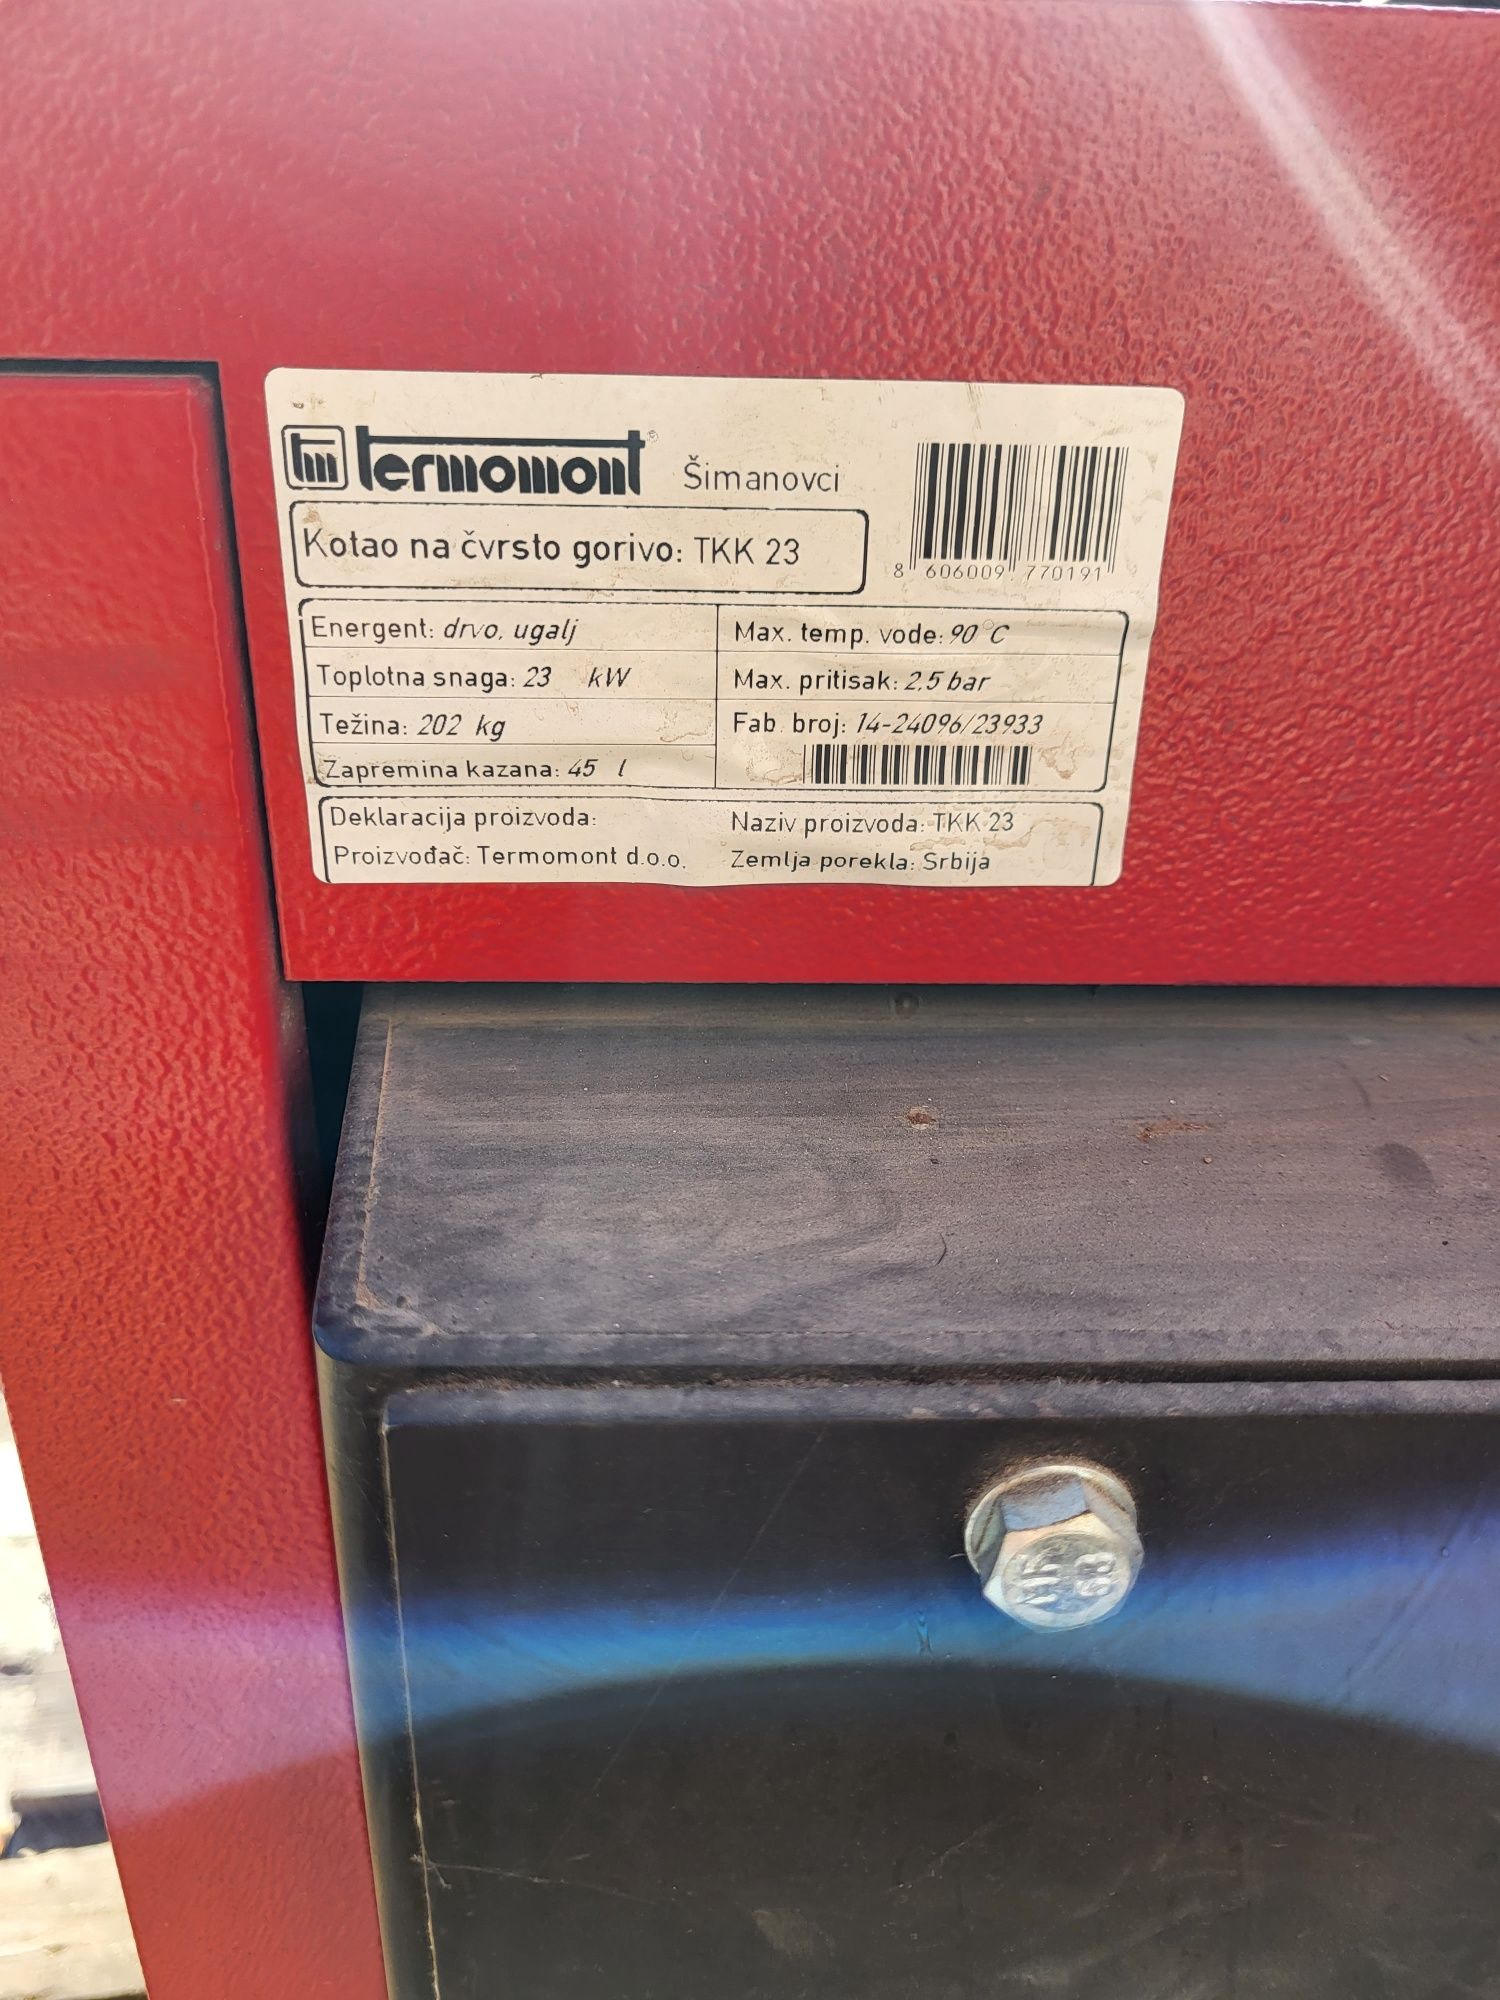 tm termomont® Šimanovci
Kotao na čvrsto gorivo: TKK 23
8 606009 770191
Energent: drvo, ugalj
Toplotna snaga: 23 kW
Težina: 202 kg
Zapremina kazana: 45 l
Max. temp. vode: 90°C
Max. pritisak: 2,5 bar
Fab. broj: 14-24096/23933
Deklaracija proizvoda:
Proizvođač: Termomont d.o.o.
Naziv proizvoda: TKK 23
Zemlja porekla: Srbija